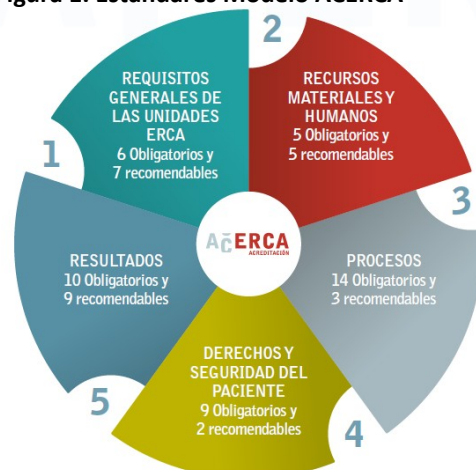 Figura 1. Estándares Modelo ACERCA
1
REQUISITOS
GENERALES DE
LAS UNIDADES
ERCA
6 Obligatorios y
7 recomendables
2
RECURSOS
MATERIALES Y
HUMANOS
5 Obligatorios y
5 recomendables
3
PROCESOS
14 Obligatorios y
3 recomendables
4
DERECHOS Y
SEGURIDAD DEL
PACIENTE
9 Obligatorios y
2 recomendables
5
RESULTADOS
10 Obligatorios y
9 recomendables
ACERCA
ACREDITACIÓN